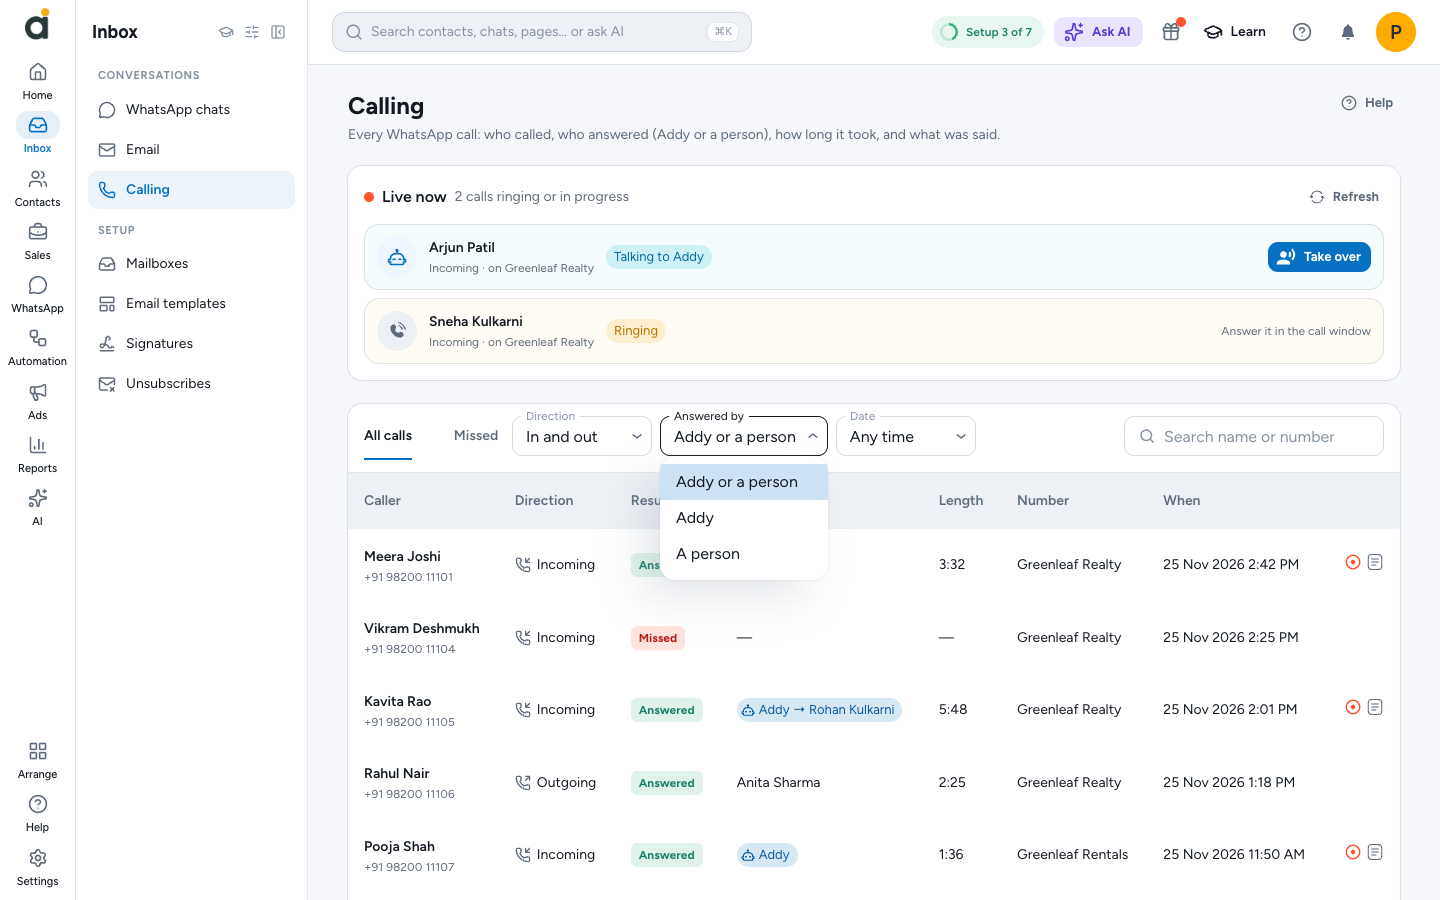 Inbox
Search contacts, chats, pages... or ask AI
⌘K
Setup 3 of 7
Ask AI
Learn
P
Home
Inbox
Contacts
Sales
WhatsApp
Automation
Ads
Reports
AI
Arrange
Help
Settings
CONVERSATIONS
WhatsApp chats
Email
Calling
SETUP
Mailboxes
Email templates
Signatures
Unsubscribes
Calling
Help
Every WhatsApp call: who called, who answered (Addy or a person), how long it took, and what was said.
Live now 2 calls ringing or in progress
Refresh
Arjun Patil
Incoming · on Greenleaf Realty
Talking to Addy
Take over
Sneha Kulkarni
Incoming · on Greenleaf Realty
Ringing
Answer it in the call window
All calls
Missed
Direction
In and out
Answered by
Addy or a person
Date
Any time
Search name or number
Addy or a person
Addy
A person
Caller Direction Length Number When
Meera Joshi
+91 98200 11101
Incoming 3:32 Greenleaf Realty 25 Nov 2026 2:42 PM
Vikram Deshmukh
+91 98200 11104
Incoming Missed — — Greenleaf Realty 25 Nov 2026 2:25 PM
Kavita Rao
+91 98200 11105
Incoming Answered Addy → Rohan Kulkarni 5:48 Greenleaf Realty 25 Nov 2026 2:01 PM
Rahul Nair
+91 98200 11106
Outgoing Answered Anita Sharma 2:25 Greenleaf Realty 25 Nov 2026 1:18 PM
Pooja Shah
+91 98200 11107
Incoming Answered Addy 1:36 Greenleaf Rentals 25 Nov 2026 11:50 AM